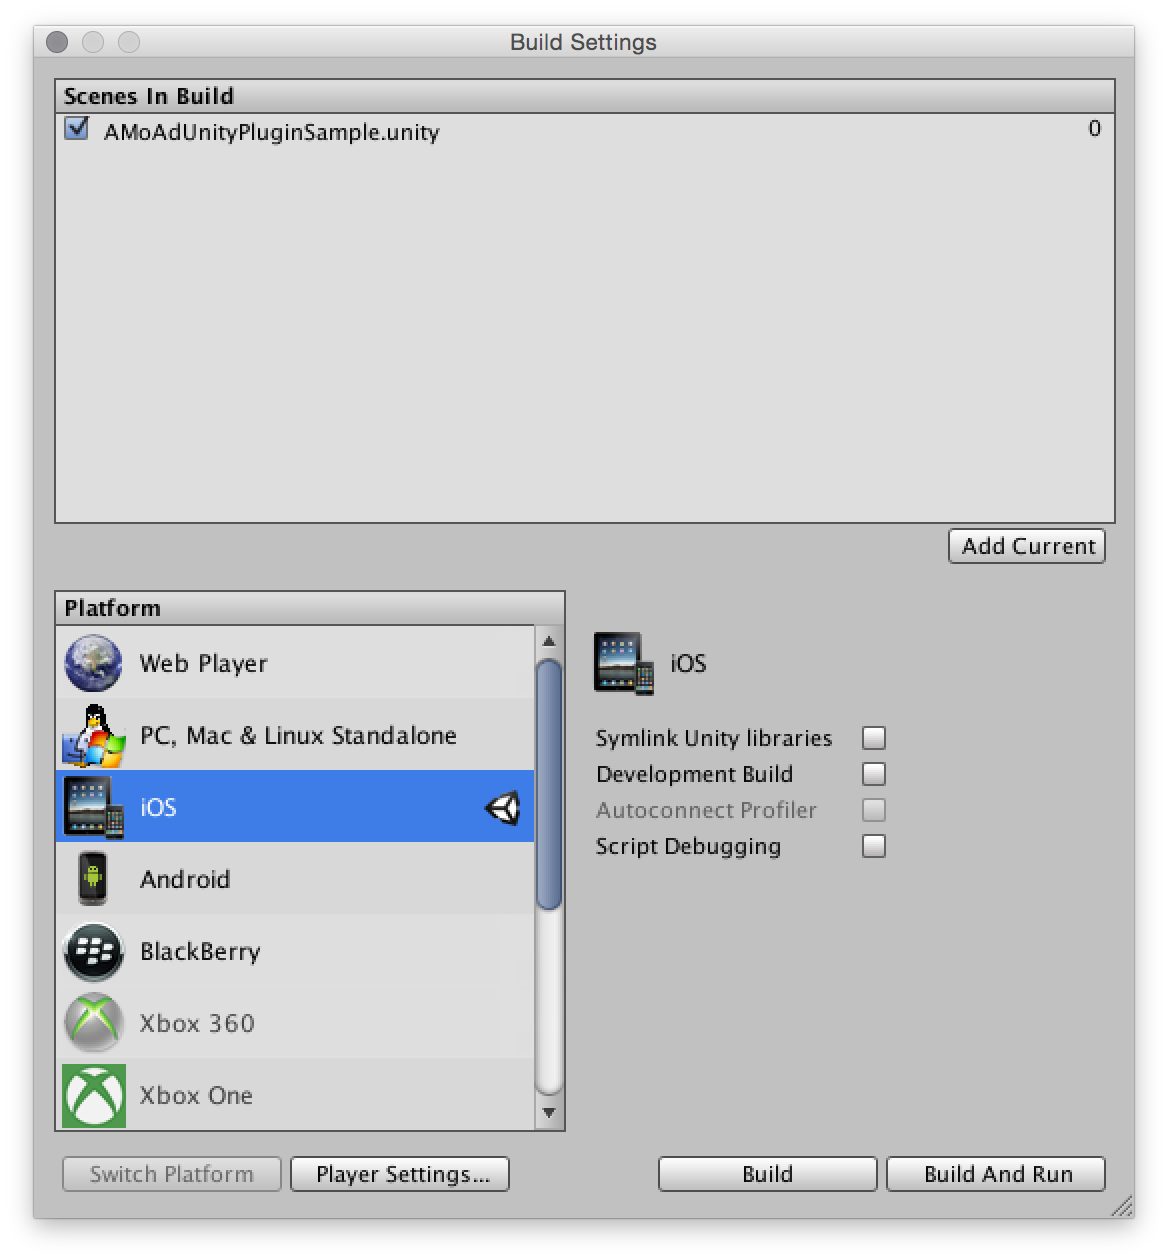 Build Settings
Scenes In Build
AMoAdUnityPluginSample.unity 0
Add Current
Platform
Web Player
PC, Mac & Linux Standalone
iOS
Android
BlackBerry
Xbox 360
Xbox One
iOS
Symlink Unity libraries
Development Build
Autoconnect Profiler
Script Debugging
Switch Platform Player Settings... Build Build And Run